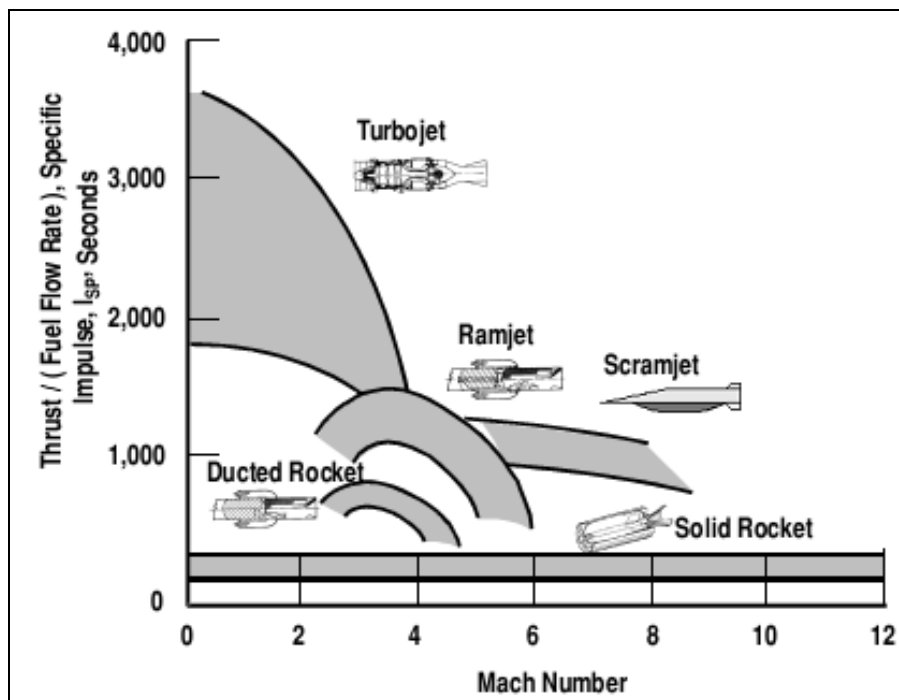 4,000
3,000
2,000
1,000
0
Thrust / ( Fuel Flow Rate ), Specific
Impulse, ISP, Seconds
Turbojet
Ramjet
Scramjet
Ducted Rocket
Solid Rocket
0 2 4 6 8 10 12
Mach Number